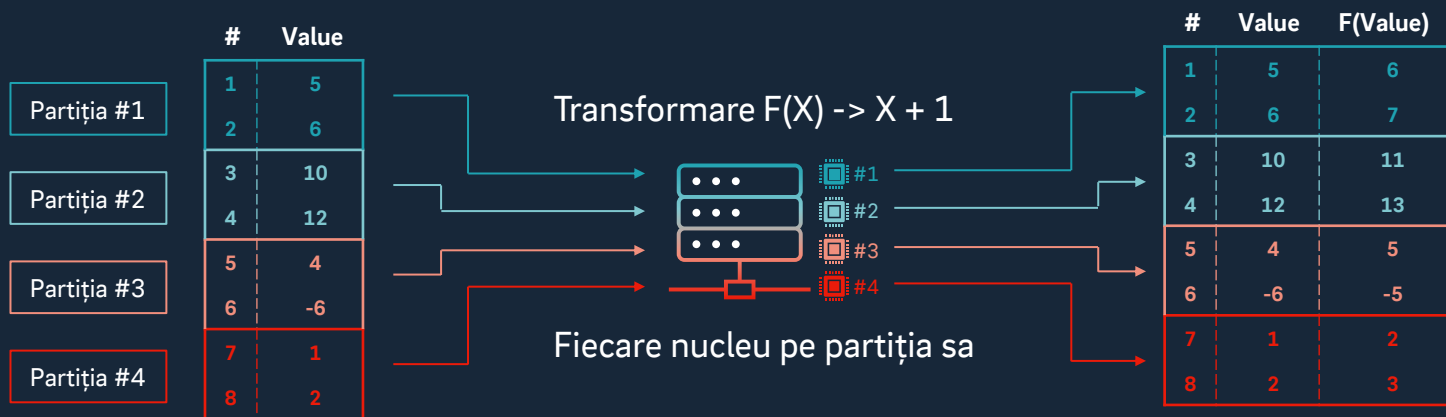 # Value
Partiția #1
1 5
2 6
Partiția #2
3 10
4 12
Partiția #3
5 4
6 -6
Partiția #4
7 1
8 2
Transformare F(X) -> X + 1
#1
#2
#3
#4
Fiecare nucleu pe partiția sa
# Value F(Value)
1 5 6
2 6 7
3 10 11
4 12 13
5 4 5
6 -6 -5
7 1 2
8 2 3